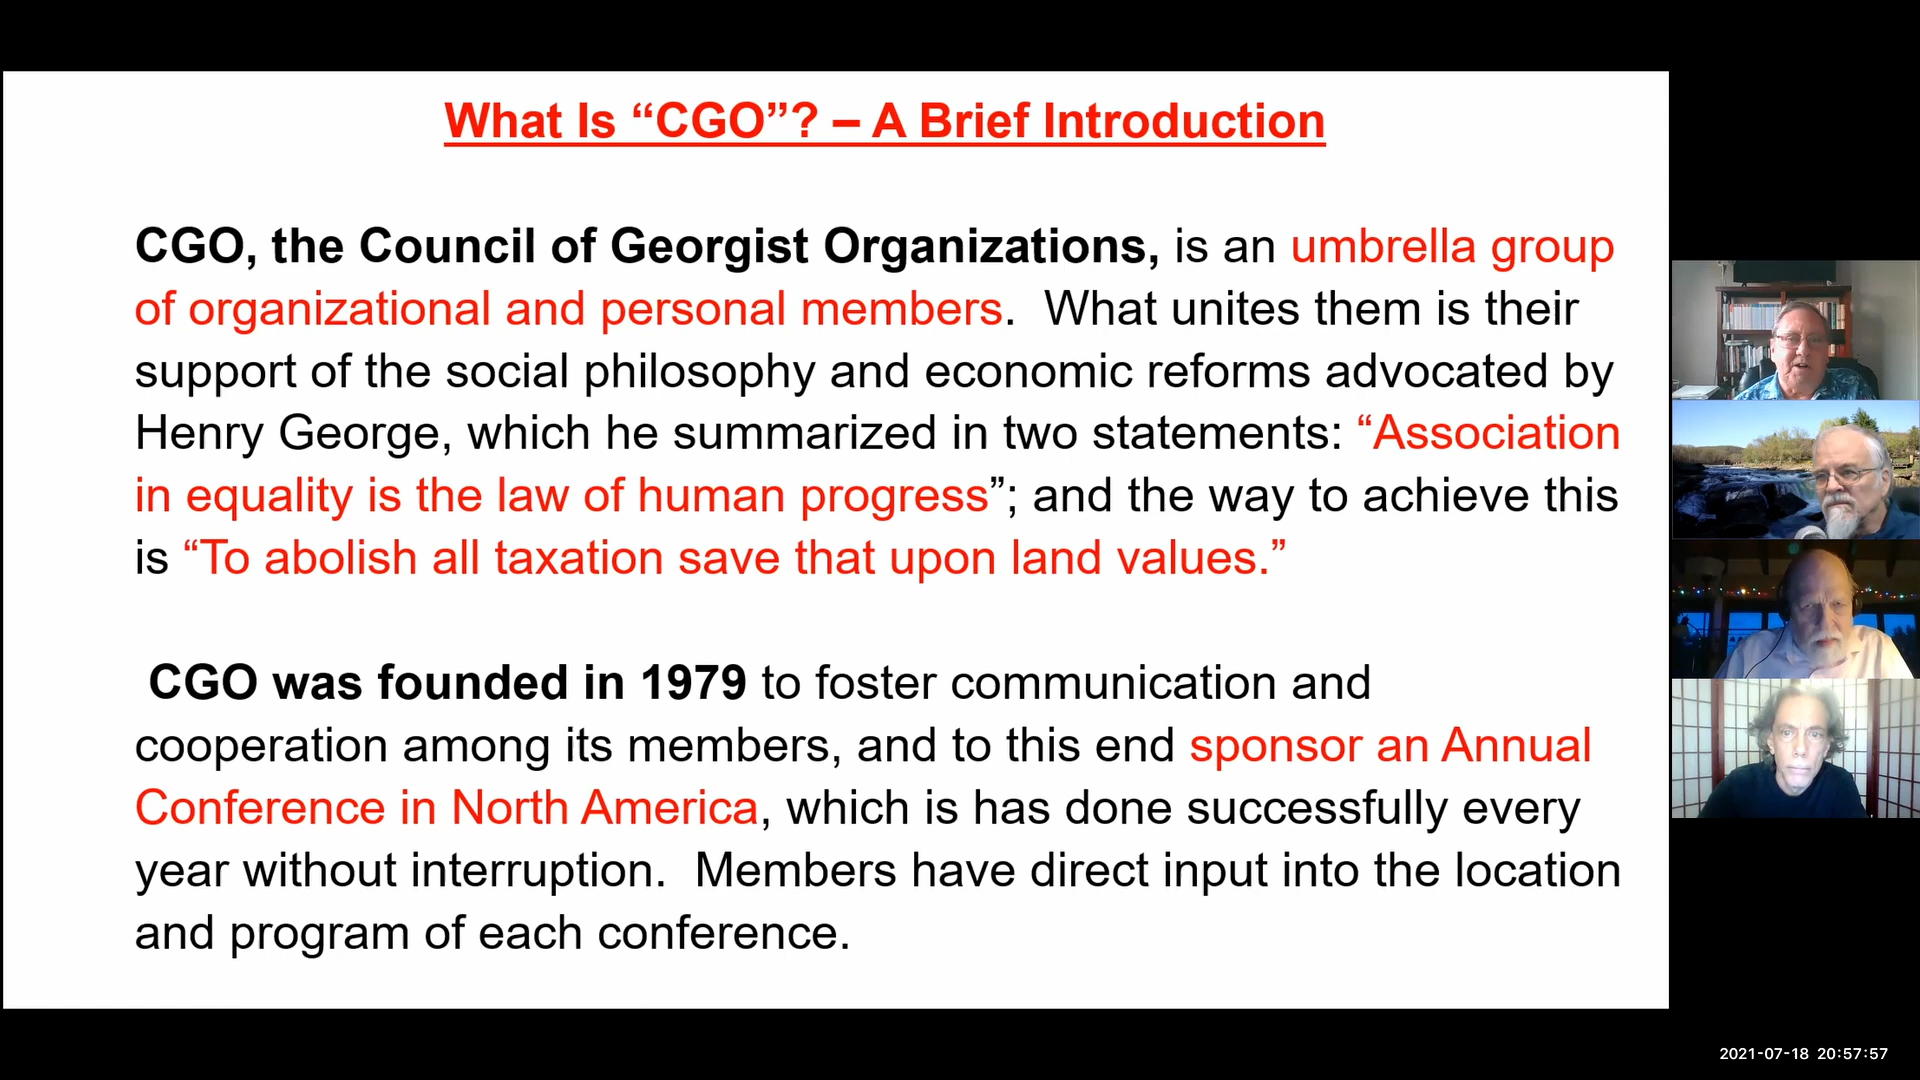 What Is “CGO”? – A Brief Introduction
CGO, the Council of Georgist Organizations, is an umbrella group
of organizational and personal members.  What unites them is their
support of the social philosophy and economic reforms advocated by
Henry George, which he summarized in two statements: “Association
in equality is the law of human progress”; and the way to achieve this
is “To abolish all taxation save that upon land values.”
CGO was founded in 1979 to foster communication and
cooperation among its members, and to this end sponsor an Annual
Conference in North America, which is has done successfully every
year without interruption.  Members have direct input into the location
and program of each conference.
2021-07-18 20:57:57